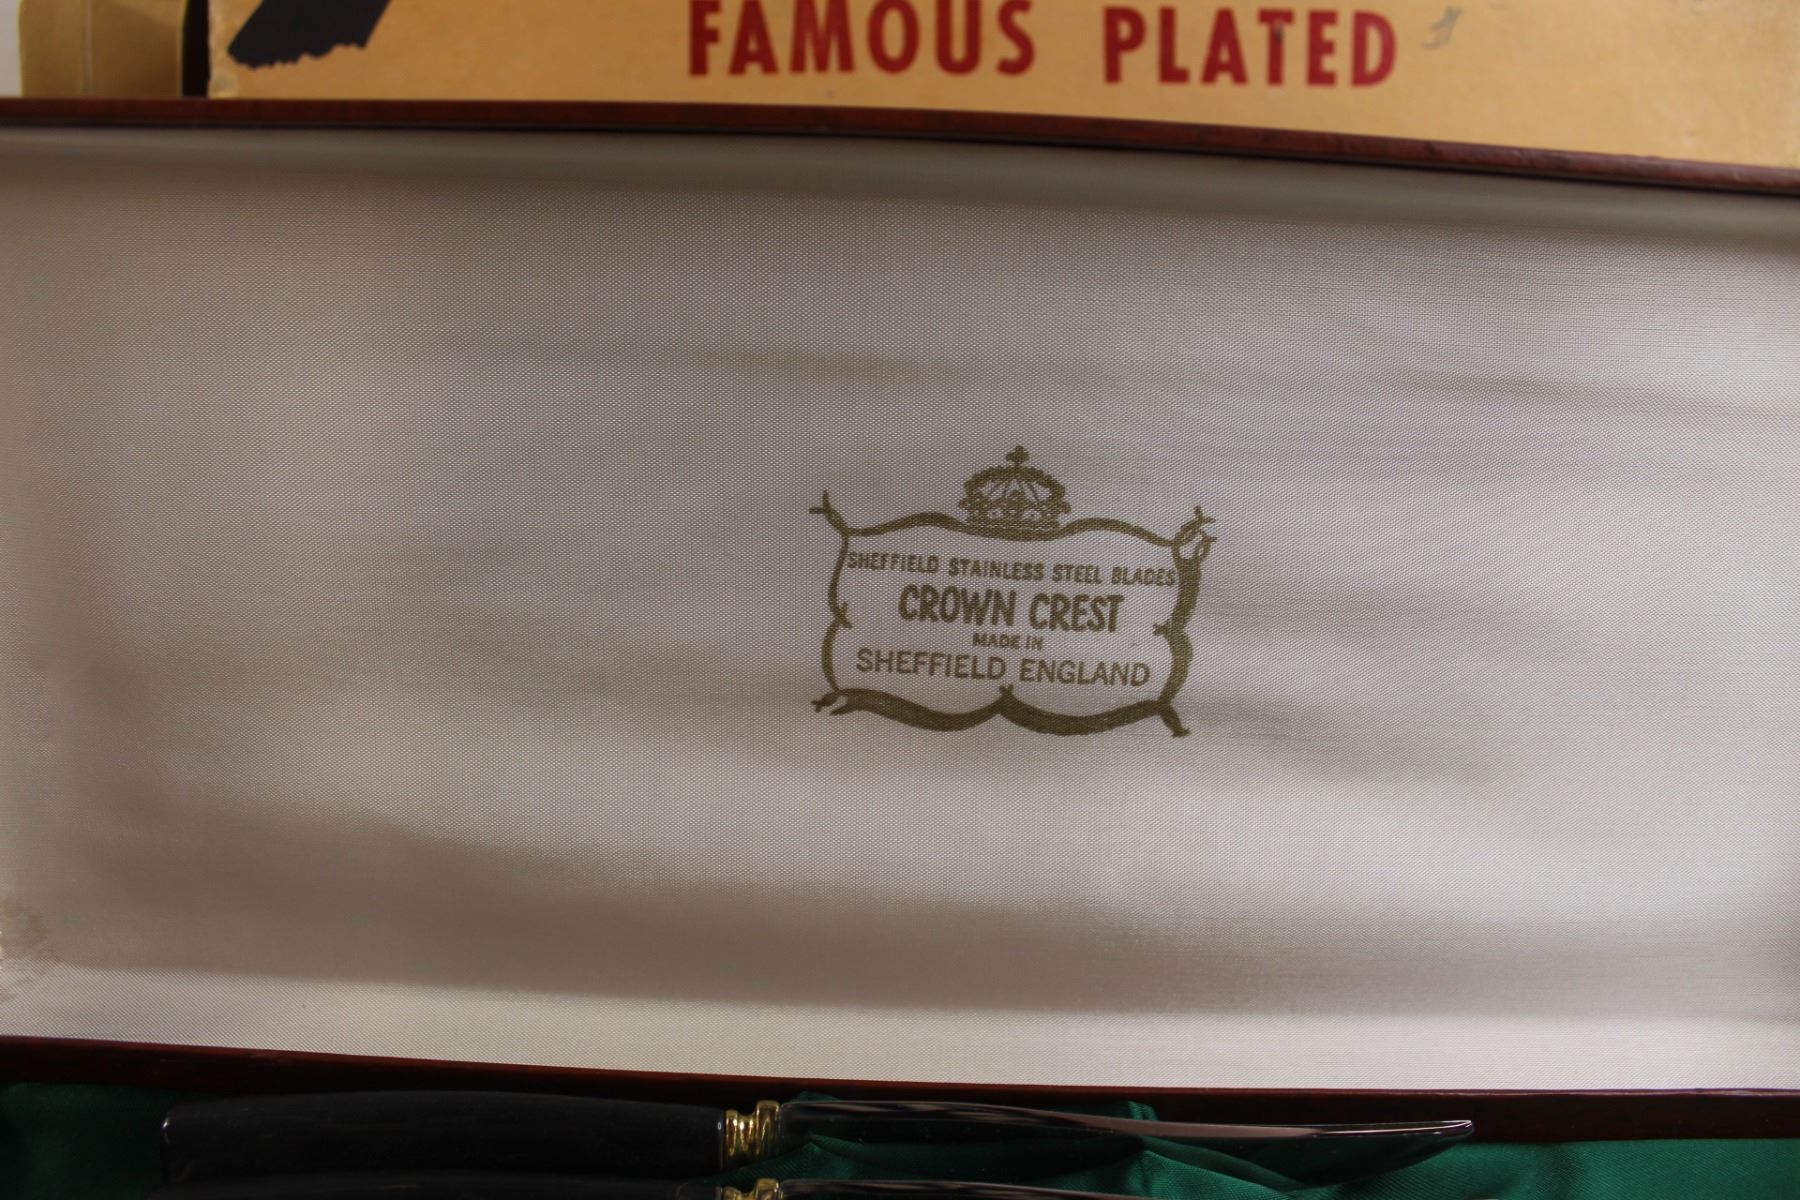 FAMOUS PLATED
SHEFFIELD STAINLESS STEEL BLADES
CROWN CREST
MADE IN
SHEFFIELD ENGLAND